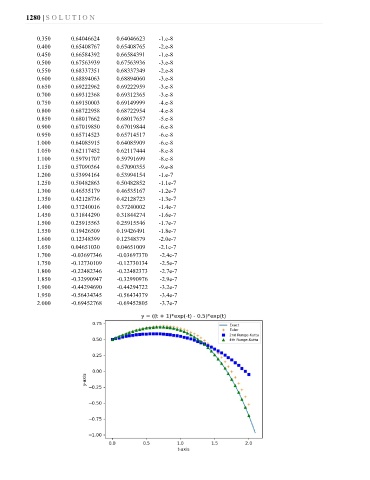 1280 | S O L U T I O N
0.350 0.64046624 0.64046623 -1.e-8
0.400 0.65408767 0.65408765 -2.e-8
0.450 0.66584392 0.66584391 -1.e-8
0.500 0.67563939 0.67563936 -3.e-8
0.550 0.68337351 0.68337349 -2.e-8
0.600 0.68894063 0.68894060 -3.e-8
0.650 0.69222962 0.69222959 -3.e-8
0.700 0.69312368 0.69312363 -5.e-8
0.750 0.69150003 0.69149999 -4.e-8
0.800 0.68722958 0.68722954 -4.e-8
0.850 0.68017662 0.68017657 -5.e-8
0.900 0.67019850 0.67019844 -6.e-8
0.950 0.65714523 0.65714517 -6.e-8
1.000 0.64085915 0.64085909 -6.e-8
1.050 0.62117452 0.62117444 -8.e-8
1.100 0.59791707 0.59791699 -8.e-8
1.150 0.57090364 0.57090355 -9.e-8
1.200 0.53994164 0.53994154 -1.e-7
1.250 0.50482863 0.50482852 -1.1e-7
1.300 0.46535179 0.46535167 -1.2e-7
1.350 0.42128736 0.42128723 -1.3e-7
1.400 0.37240016 0.37240002 -1.4e-7
1.450 0.31844290 0.31844274 -1.6e-7
1.500 0.25915563 0.25915546 -1.7e-7
1.550 0.19426509 0.19426491 -1.8e-7
1.600 0.12348399 0.12348379 -2.0e-7
1.650 0.04651030 0.04651009 -2.1e-7
1.700 -0.03697346 -0.03697370 -2.4e-7
1.750 -0.12730109 -0.12730134 -2.5e-7
1.800 -0.22482346 -0.22482373 -2.7e-7
1.850 -0.32990947 -0.32990976 -2.9e-7
1.900 -0.44294690 -0.44294722 -3.2e-7
1.950 -0.56434345 -0.56434379 -3.4e-7
2.000 -0.69452768 -0.69452805 -3.7e-7
y = ((t + 1)*exp(-t) - 0.5)*exp(t)
Exact
Euler
2nd Runge-Kutta
4th Runge-Kutta
0.75
0.50
0.25
0.00
−0.25
−0.50
−0.75
−1.00
y-axis
0.0 0.5 1.0 1.5 2.0
t-axis